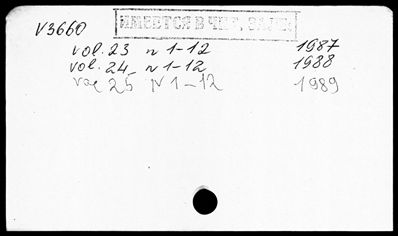 ИМЕЕТСЯ В ЧИТ. ЗАЛЕ
V3660
vol. 23 n 1-12 1987
vol. 24 n 1-12 1988
vol 25 N 1-12 1989